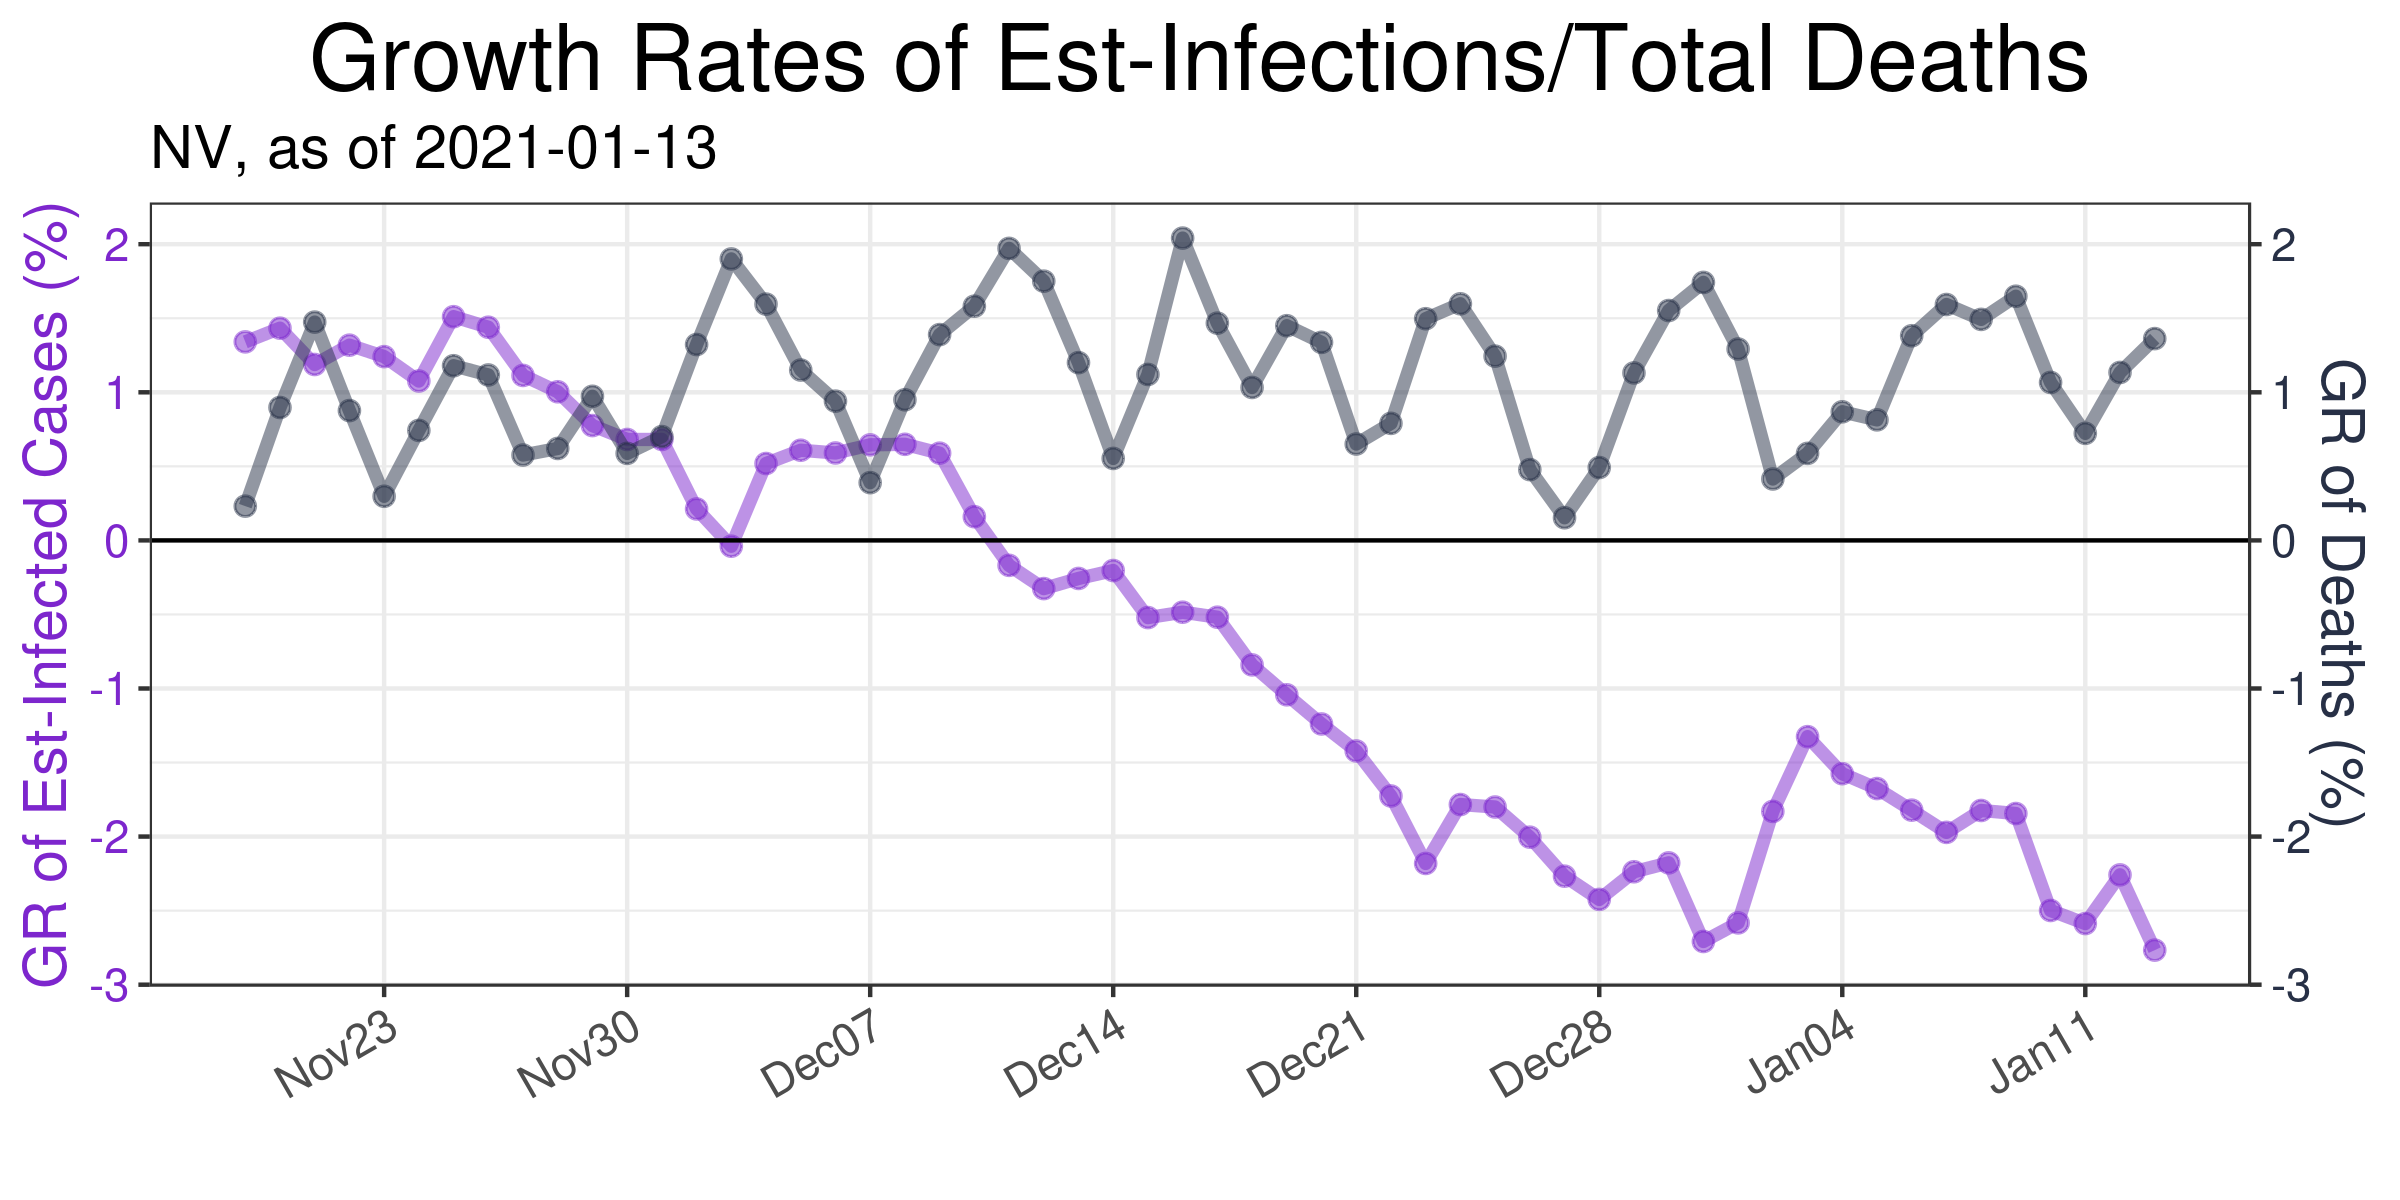 Growth Rates of Est-Infections/Total Deaths
NV, as of 2021-01-13
GR of Est-Infected Cases (%)
2
1
0
-1
-2
-3
2
1
0
-1
-2
-3
GR of Deaths (%)
Nov23
Nov30
Dec07
Dec14
Dec21
Dec28
Jan04
Jan11